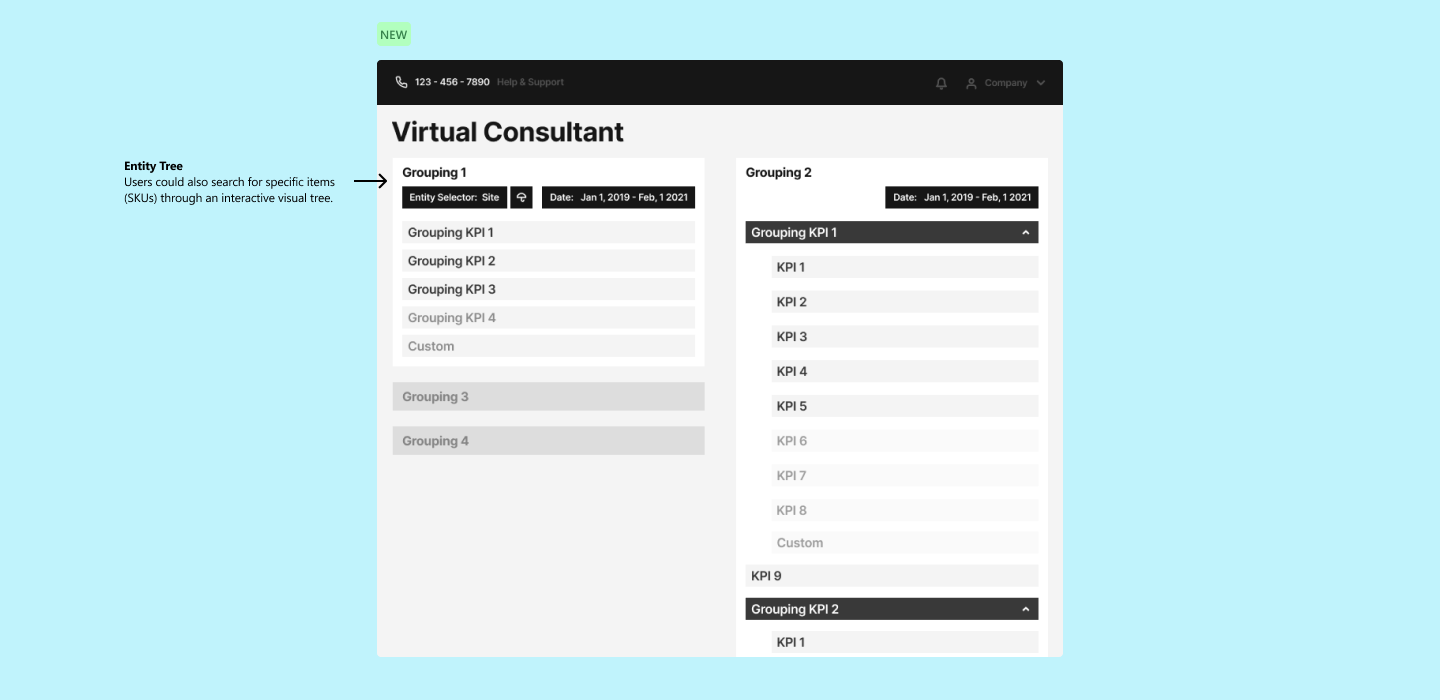 NEW
123 - 456 - 7890 Help & Support
Company
Virtual Consultant
Entity Tree
Users could also search for specific items
(SKUs) through an interactive visual tree.
Grouping 1
Entity Selector: Site
Date: Jan 1, 2019 - Feb, 1 2021
Grouping KPI 1
Grouping KPI 2
Grouping KPI 3
Grouping KPI 4
Custom
Grouping 3
Grouping 4
Grouping 2
Date: Jan 1, 2019 - Feb, 1 2021
Grouping KPI 1
KPI 1
KPI 2
KPI 3
KPI 4
KPI 5
KPI 6
KPI 7
KPI 8
Custom
KPI 9
Grouping KPI 2
KPI 1